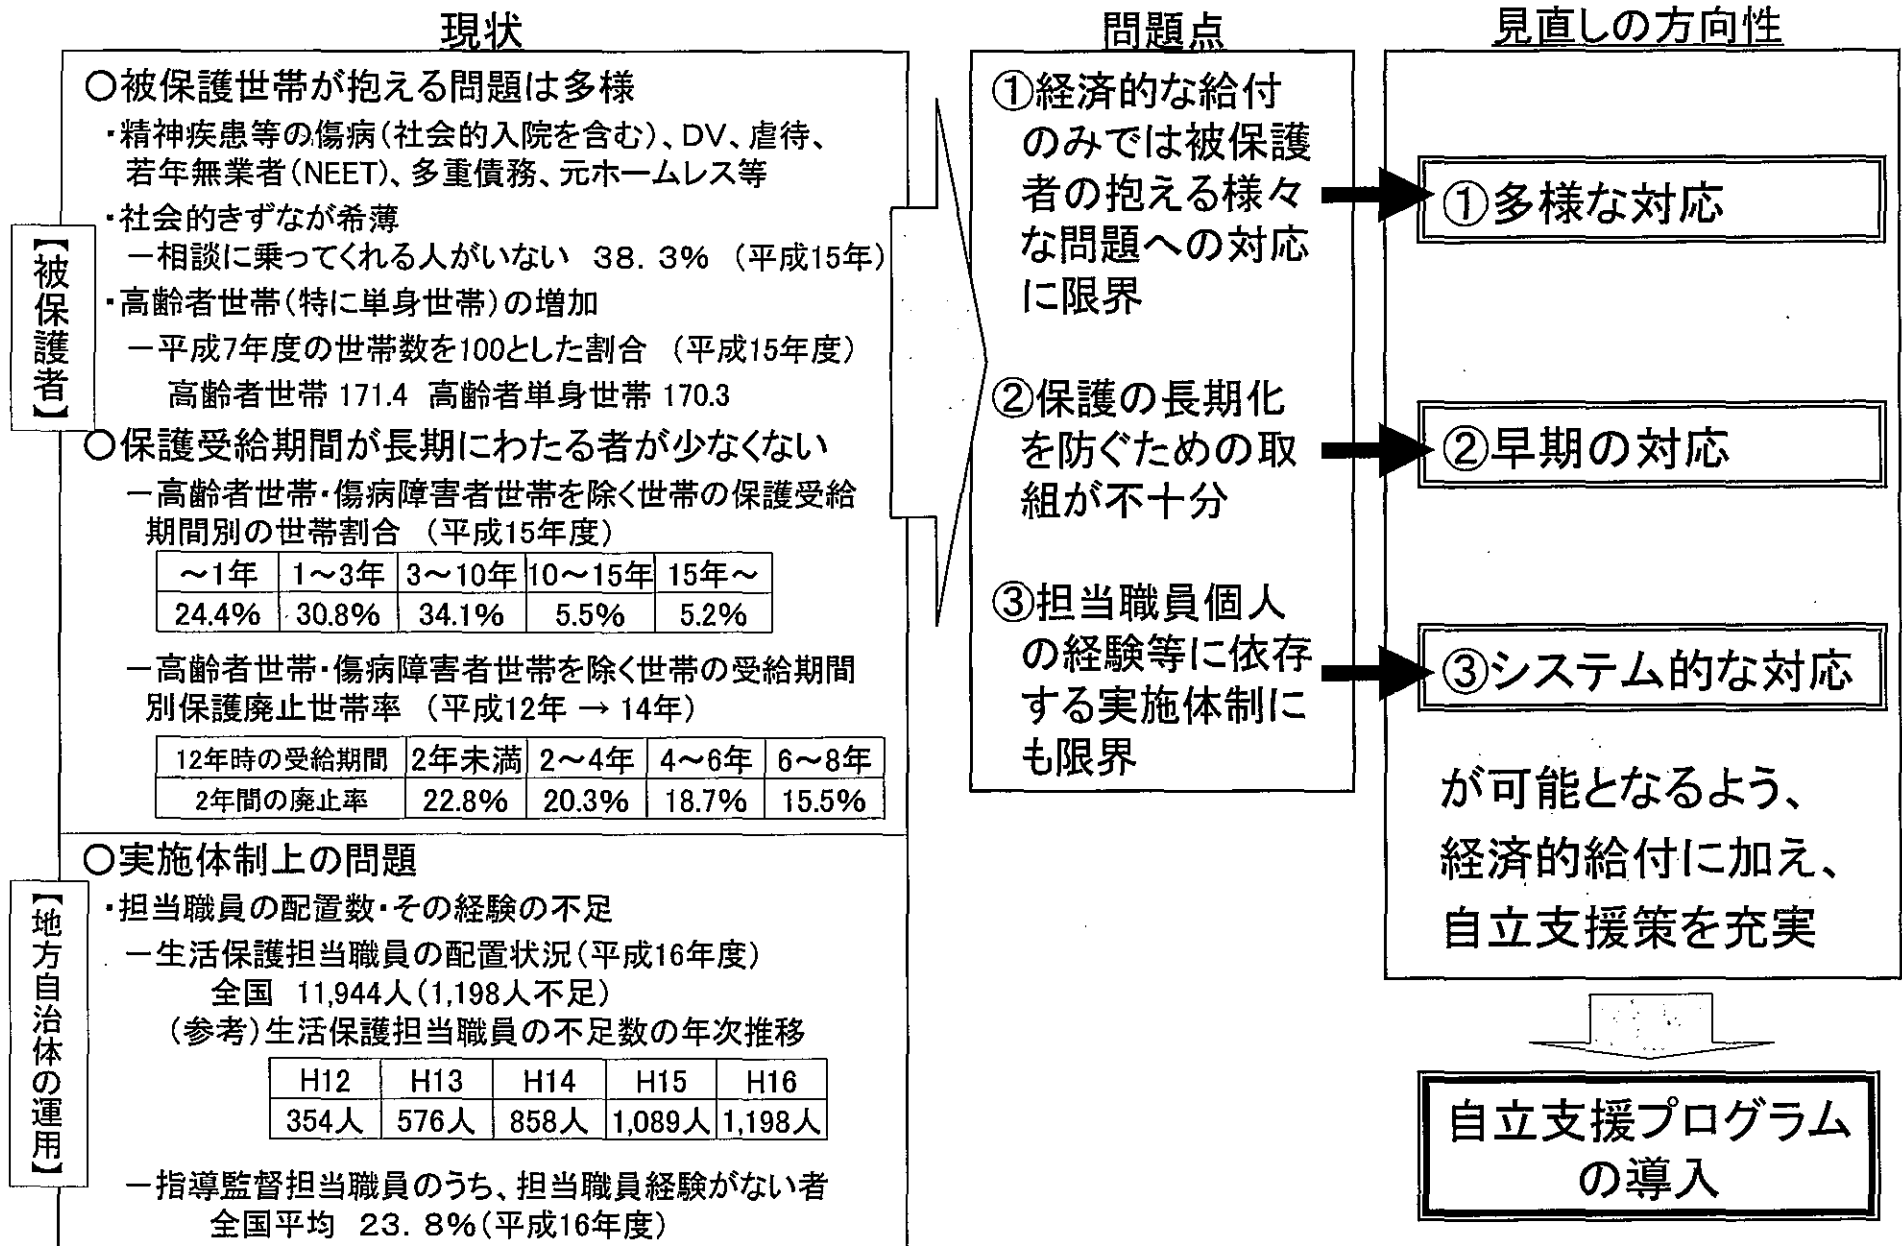 現状
【被保護者】
○被保護世帯が抱える問題は多様
・精神疾患等の傷病(社会的入院を含む)、DV、虐待、
若年無業者(NEET)、多重債務、元ホームレス等
・社会的きずなが希薄
－相談に乗ってくれる人がいない 38.3% (平成15年)
・高齢者世帯(特に単身世帯)の増加
－平成7年度の世帯数を100とした割合 (平成15年度)
高齢者世帯 171.4 高齢者単身世帯 170.3
○保護受給期間が長期にわたる者が少なくない
－高齢者世帯・傷病障害者世帯を除く世帯の保護受給
期間別の世帯割合 (平成15年度)
～1年 1～3年 3～10年 10～15年 15年～
24.4% 30.8% 34.1% 5.5% 5.2%
－高齢者世帯・傷病障害者世帯を除く世帯の受給期間
別保護廃止世帯率 (平成12年 → 14年)
12年時の受給期間 2年未満 2～4年 4～6年 6～8年
2年間の廃止率 22.8% 20.3% 18.7% 15.5%
【地方自治体の運用】
○実施体制上の問題
・担当職員の配置数・その経験の不足
－生活保護担当職員の配置状況(平成16年度)
全国 11,944人(1,198人不足)
(参考)生活保護担当職員の不足数の年次推移
H12 H13 H14 H15 H16
354人 576人 858人 1,089人 1,198人
－指導監督担当職員のうち、担当職員経験がない者
全国平均 23.8%(平成16年度)
問題点
①経済的な給付
のみでは被保護
者の抱える様々
な問題への対応
に限界
②保護の長期化
を防ぐための取
組が不十分
③担当職員個人
の経験等に依存
する実施体制に
も限界
見直しの方向性
①多様な対応
②早期の対応
③システム的な対応
が可能となるよう、
経済的給付に加え、
自立支援策を充実
自立支援プログラム
の導入